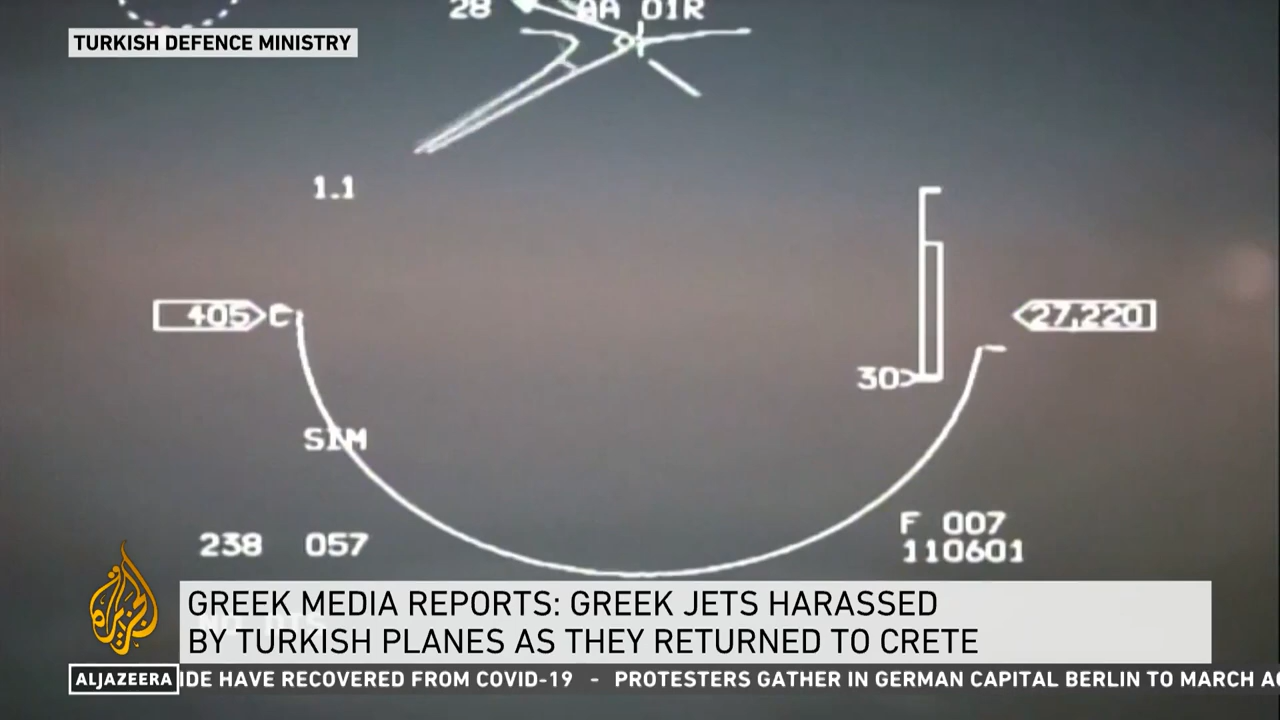 28 AA 01R
TURKISH DEFENCE MINISTRY
1.1
405 C
27,220
30
SIM
F 007
238 057
110601
GREEK MEDIA REPORTS: GREEK JETS HARASSED
BY TURKISH PLANES AS THEY RETURNED TO CRETE
ALJAZEERA IDE HAVE RECOVERED FROM COVID-19 - PROTESTERS GATHER IN GERMAN CAPITAL BERLIN TO MARCH